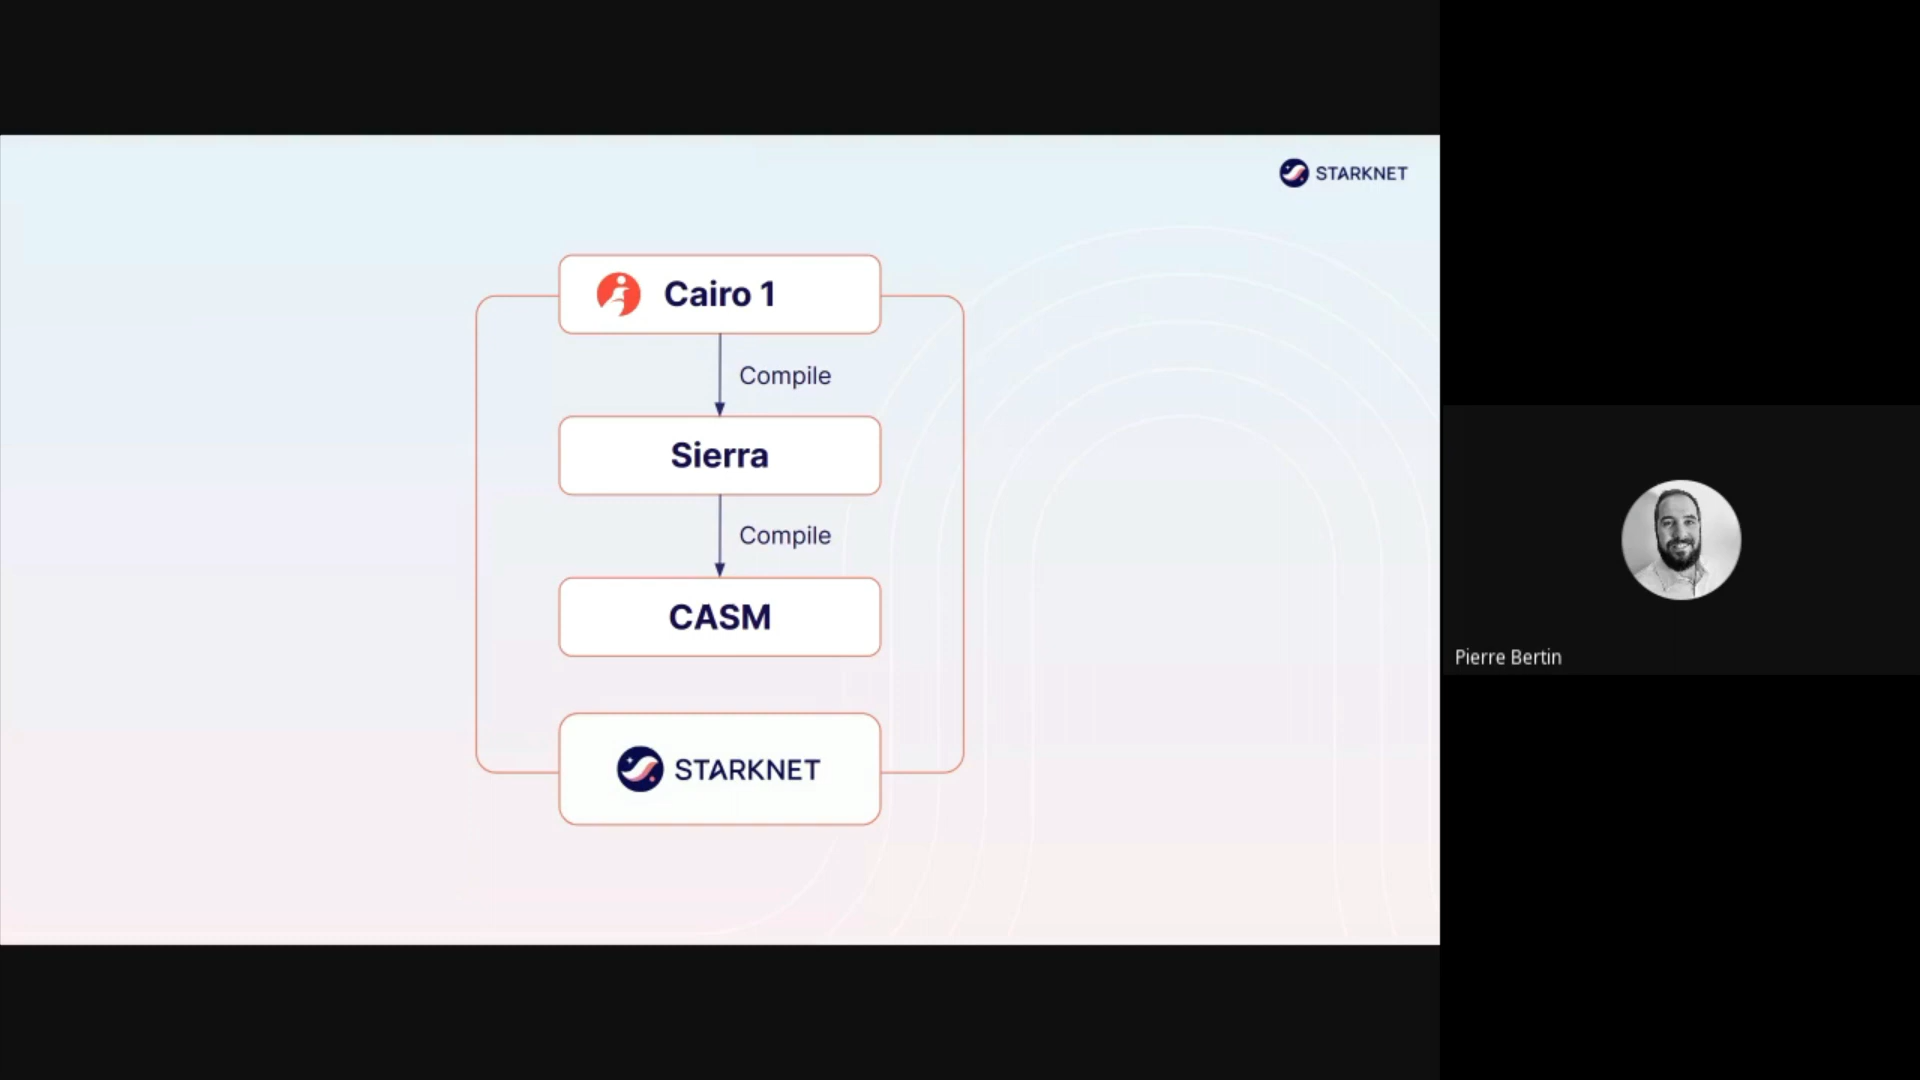 STARKNET
Cairo 1
Compile
Sierra
Compile
CASM
STARKNET
Pierre Bertin